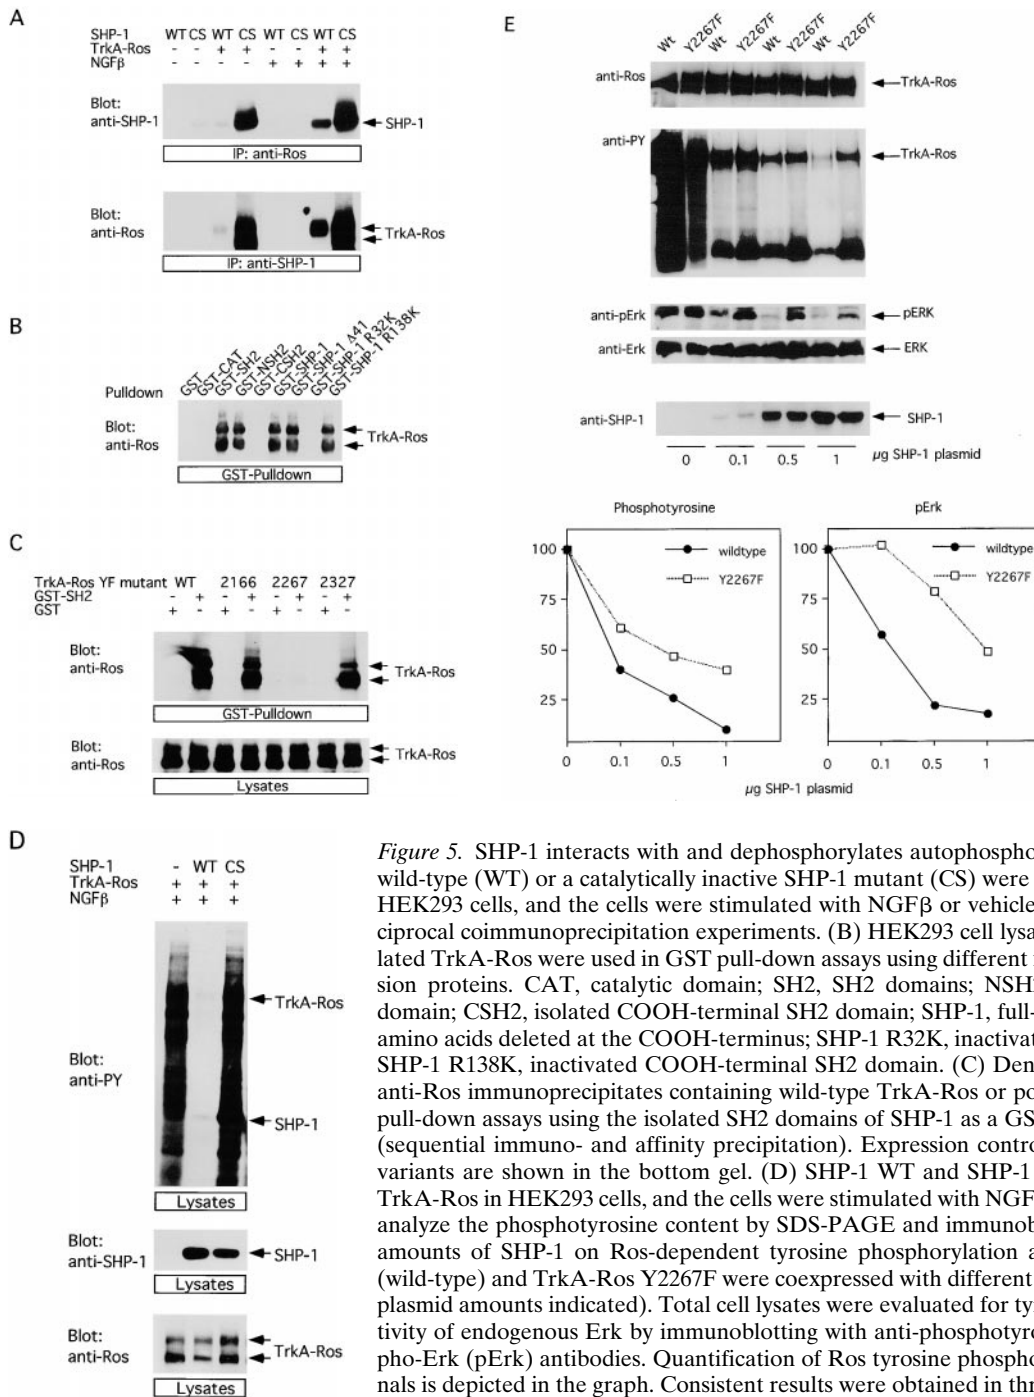 A
SHP-1 WT CS WT CS WT CS WT CS
TrkA-Ros - - + + - - + +
NGFβ - - - - + + + +
Blot:
anti-SHP-1
SHP-1
IP: anti-Ros
Blot:
anti-Ros
TrkA-Ros
IP: anti-SHP-1
B
Pulldown
GST
GST-CAT
GST-SH2
GST-NSH2
GST-CSH2
GST-SHP-1
GST-SHP-1 Δ41
GST-SHP-1 R32K
GST-SHP-1 R138K
Blot:
anti-Ros
TrkA-Ros
GST-Pulldown
C
TrkA-Ros YF mutant WT 2166 2267 2327
GST-SH2 - + - + - + - +
GST + - + - + - + -
Blot:
anti-Ros
TrkA-Ros
GST-Pulldown
Blot:
anti-Ros
TrkA-Ros
Lysates
D
SHP-1 - WT CS
TrkA-Ros + + +
NGFβ + + +
Blot:
anti-PY
TrkA-Ros
SHP-1
Lysates
Blot:
anti-SHP-1
SHP-1
Lysates
Blot:
anti-Ros
TrkA-Ros
Lysates
E
Wt Y2267F Wt Y2267F Wt Y2267F Wt Y2267F
anti-Ros
TrkA-Ros
anti-PY
TrkA-Ros
anti-pErk
pERK
anti-Erk
ERK
anti-SHP-1
SHP-1
0 0.1 0.5 1 µg SHP-1 plasmid
Phosphotyrosine
pErk
100
75
50
25
wildtype
Y2267F
0 0.1 0.5 1
100
75
50
25
wildtype
Y2267F
0 0.1 0.5 1
µg SHP-1 plasmid
Figure 5. SHP-1 interacts with and dephosphorylates autophospho
wild-type (WT) or a catalytically inactive SHP-1 mutant (CS) were
HEK293 cells, and the cells were stimulated with NGFβ or vehicle
ciprocal coimmunoprecipitation experiments. (B) HEK293 cell lysa
lated TrkA-Ros were used in GST pull-down assays using different
sion proteins. CAT, catalytic domain; SH2, SH2 domains; NSH
domain; CSH2, isolated COOH-terminal SH2 domain; SHP-1, full-
amino acids deleted at the COOH-terminus; SHP-1 R32K, inactivat
SHP-1 R138K, inactivated COOH-terminal SH2 domain. (C) Den
anti-Ros immunoprecipitates containing wild-type TrkA-Ros or po
pull-down assays using the isolated SH2 domains of SHP-1 as a GS
(sequential immuno- and affinity precipitation). Expression contro
variants are shown in the bottom gel. (D) SHP-1 WT and SHP-1
TrkA-Ros in HEK293 cells, and the cells were stimulated with NGF
analyze the phosphotyrosine content by SDS-PAGE and immunob
amounts of SHP-1 on Ros-dependent tyrosine phosphorylation a
(wild-type) and TrkA-Ros Y2267F were coexpressed with different
plasmid amounts indicated). Total cell lysates were evaluated for ty
tivity of endogenous Erk by immunoblotting with anti-phosphotyro
pho-Erk (pErk) antibodies. Quantification of Ros tyrosine phospho
nals is depicted in the graph. Consistent results were obtained in thr